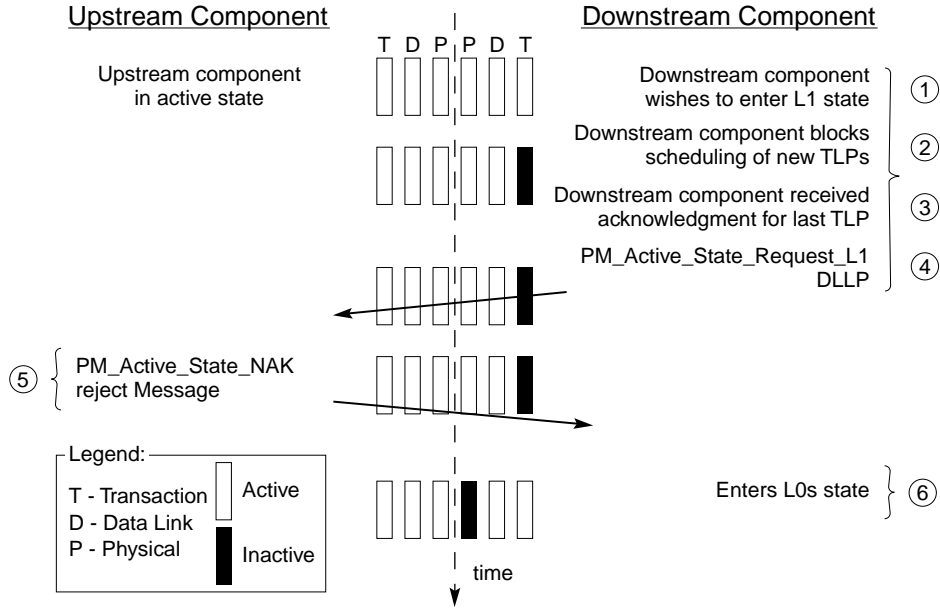 Upstream Component
Downstream Component
T D P P D T
Upstream component
in active state
Downstream component
wishes to enter L1 state
1
Downstream component blocks
scheduling of new TLPs
2
Downstream component received
acknowledgment for last TLP
3
PM_Active_State_Request_L1
DLLP
4
5
PM_Active_State_NAK
reject Message
Legend:
T - Transaction
D - Data Link
P - Physical
Active
Inactive
Enters L0s state
6
time